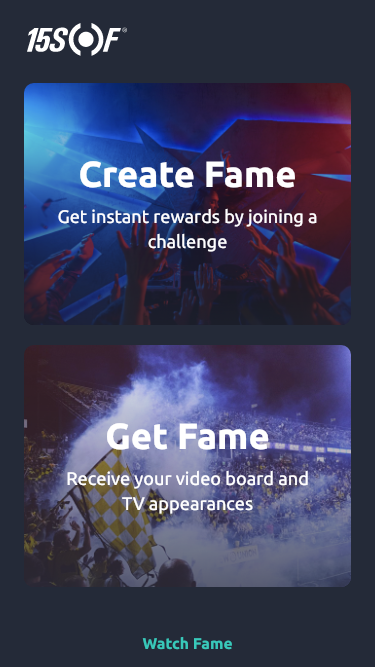 15SOF®
Create Fame
Get instant rewards by joining a
challenge
Get Fame
Receive your video board and
TV appearances
Watch Fame